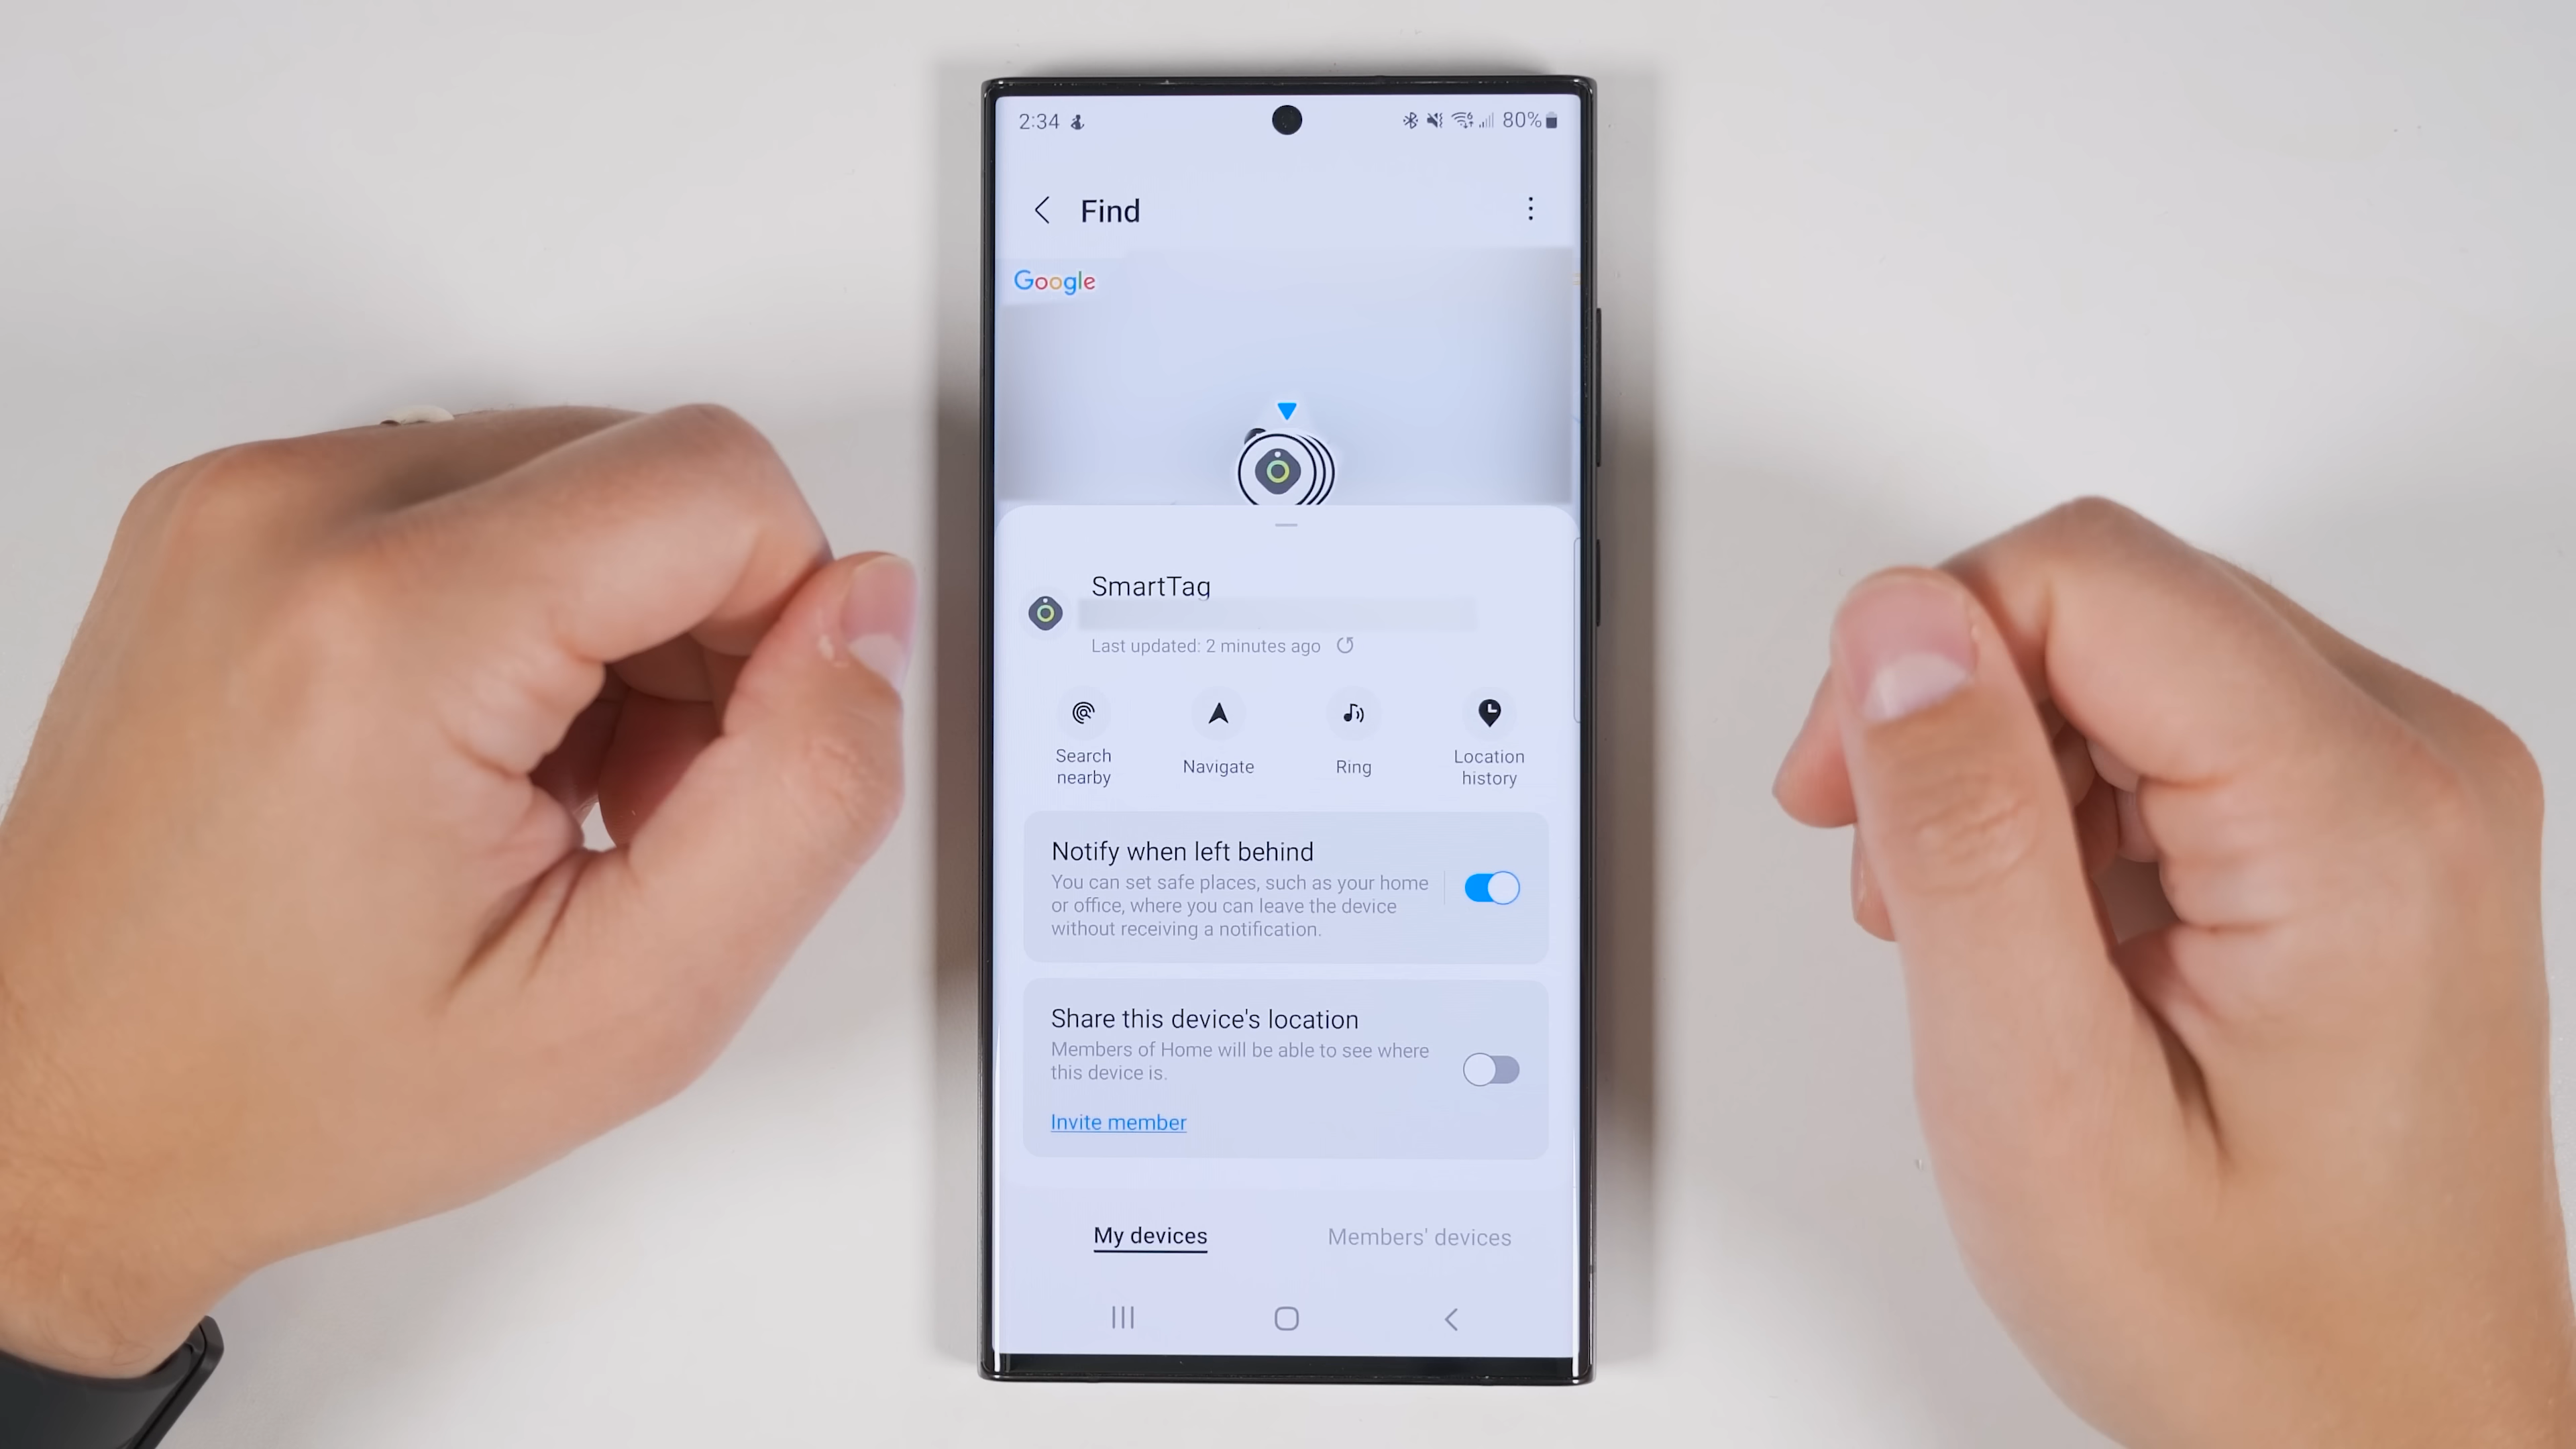 2:34
80%
Find
Google
SmartTag
Last updated: 2 minutes ago
Search
nearby
Navigate
Ring
Location
history
Notify when left behind
You can set safe places, such as your home
or office, where you can leave the device
without receiving a notification.
Share this device's location
Members of Home will be able to see where
this device is.
Invite member
My devices
Members' devices